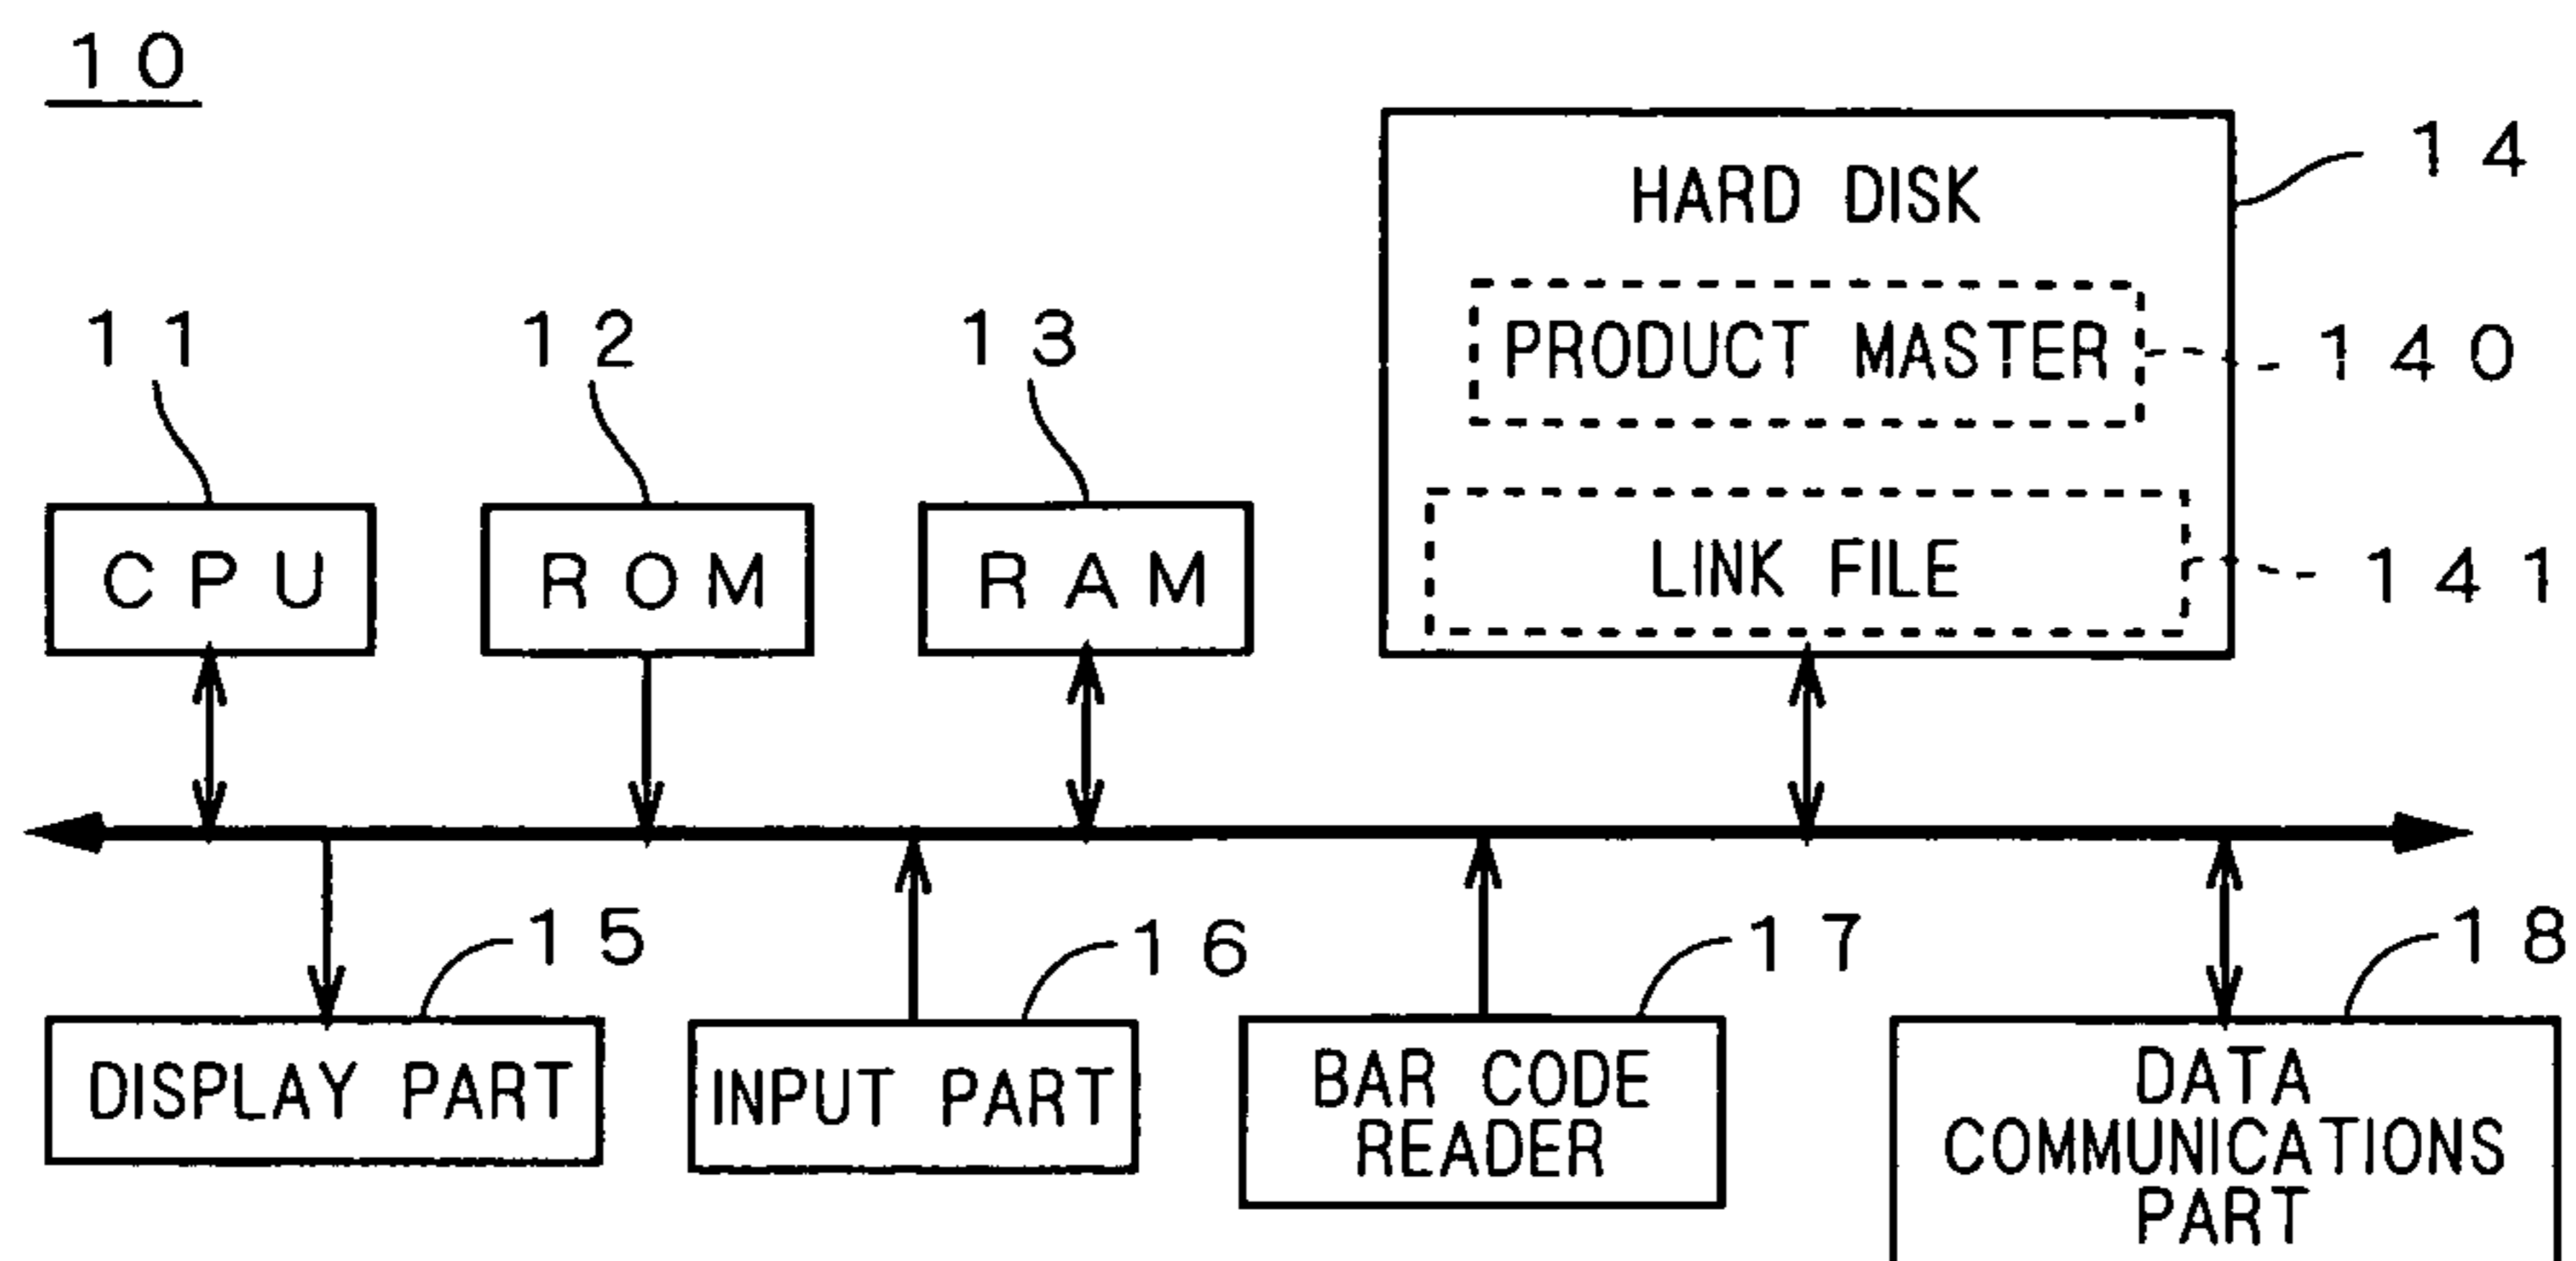 10
14
HARD DISK
11
12
13
PRODUCT MASTER
140
CPU
ROM
RAM
LINK FILE
141
15
16
17
18
DISPLAY PART
INPUT PART
BAR CODE
READER
DATA
COMMUNICATIONS
PART